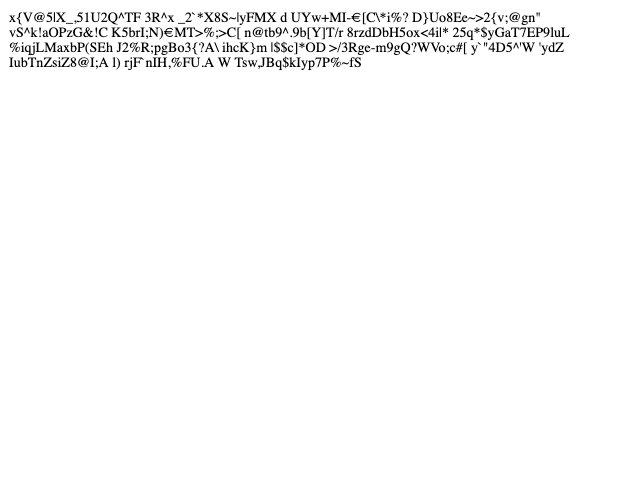 x{V@5lX_,51U2Q^TF 3R^x _2`*X8S~lyFMX d UYw+MI-€[C\*i%? D}Uo8Ee~>2{v;@gn"
vS^k!aOPzG&!C K5brI;N)€MT>%;>C[ n@tb9^.9b[Y]T/r 8rzdDbH5ox<4il* 25q*$yGaT7EP9luL
%iqjLMaxbP(SEh J2%R;pgBo3{?A\ ihcK}m l$$c]*OD >/3Rge-m9gQ?WVo;c#[ y`"4D5^'W 'ydZ
IubTnZsiZ8@I;A l) rjF`nIH,%FU.A W Tsw,JBq$kIyp7P%~fS